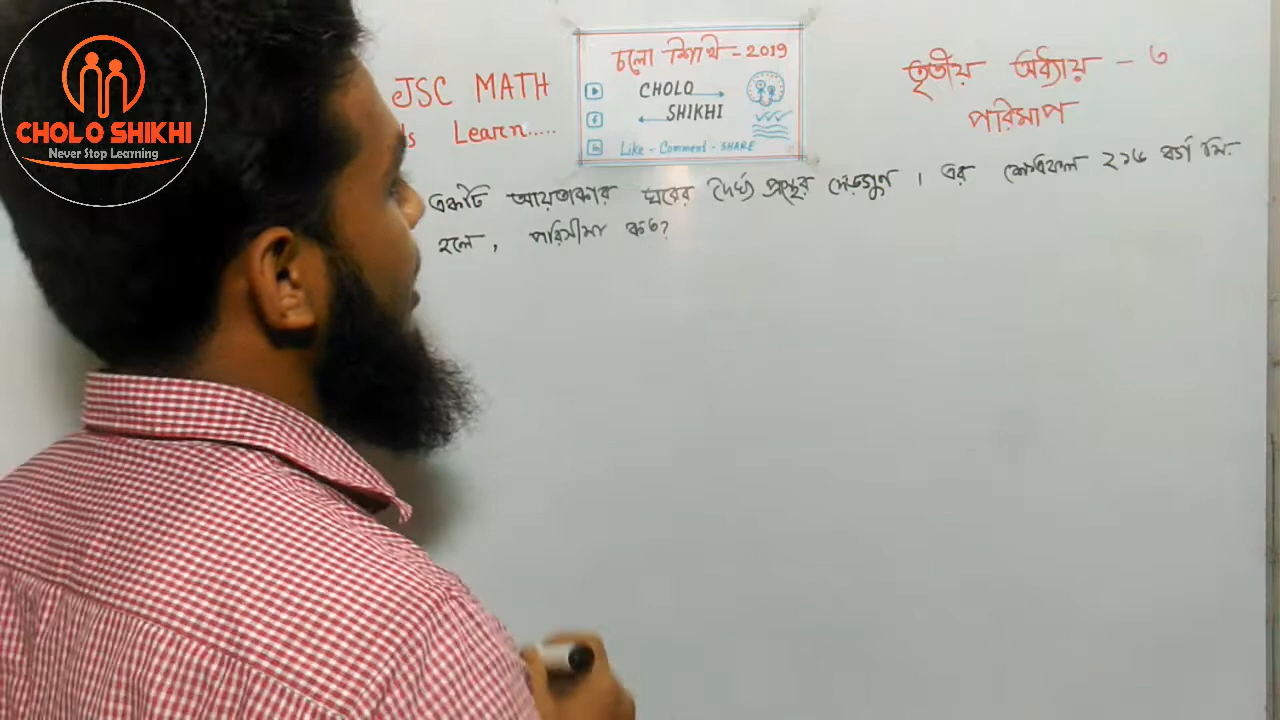 CHOLO SHIKHI
Never Stop Learning
JSC MATH
Learn.....
চলো শিখি - 2019
CHOLO
SHIKHI
Like - Comment - SHARE
তৃতীয় অধ্যায় - ৩
পরিমাপ
একটি আয়তাকার ঘরের দৈর্ঘ্য প্রস্থের দেড়গুণ । এর ক্ষেত্রফল ২১৬ বর্গ মি.
হলে , পরিসীমা কত?